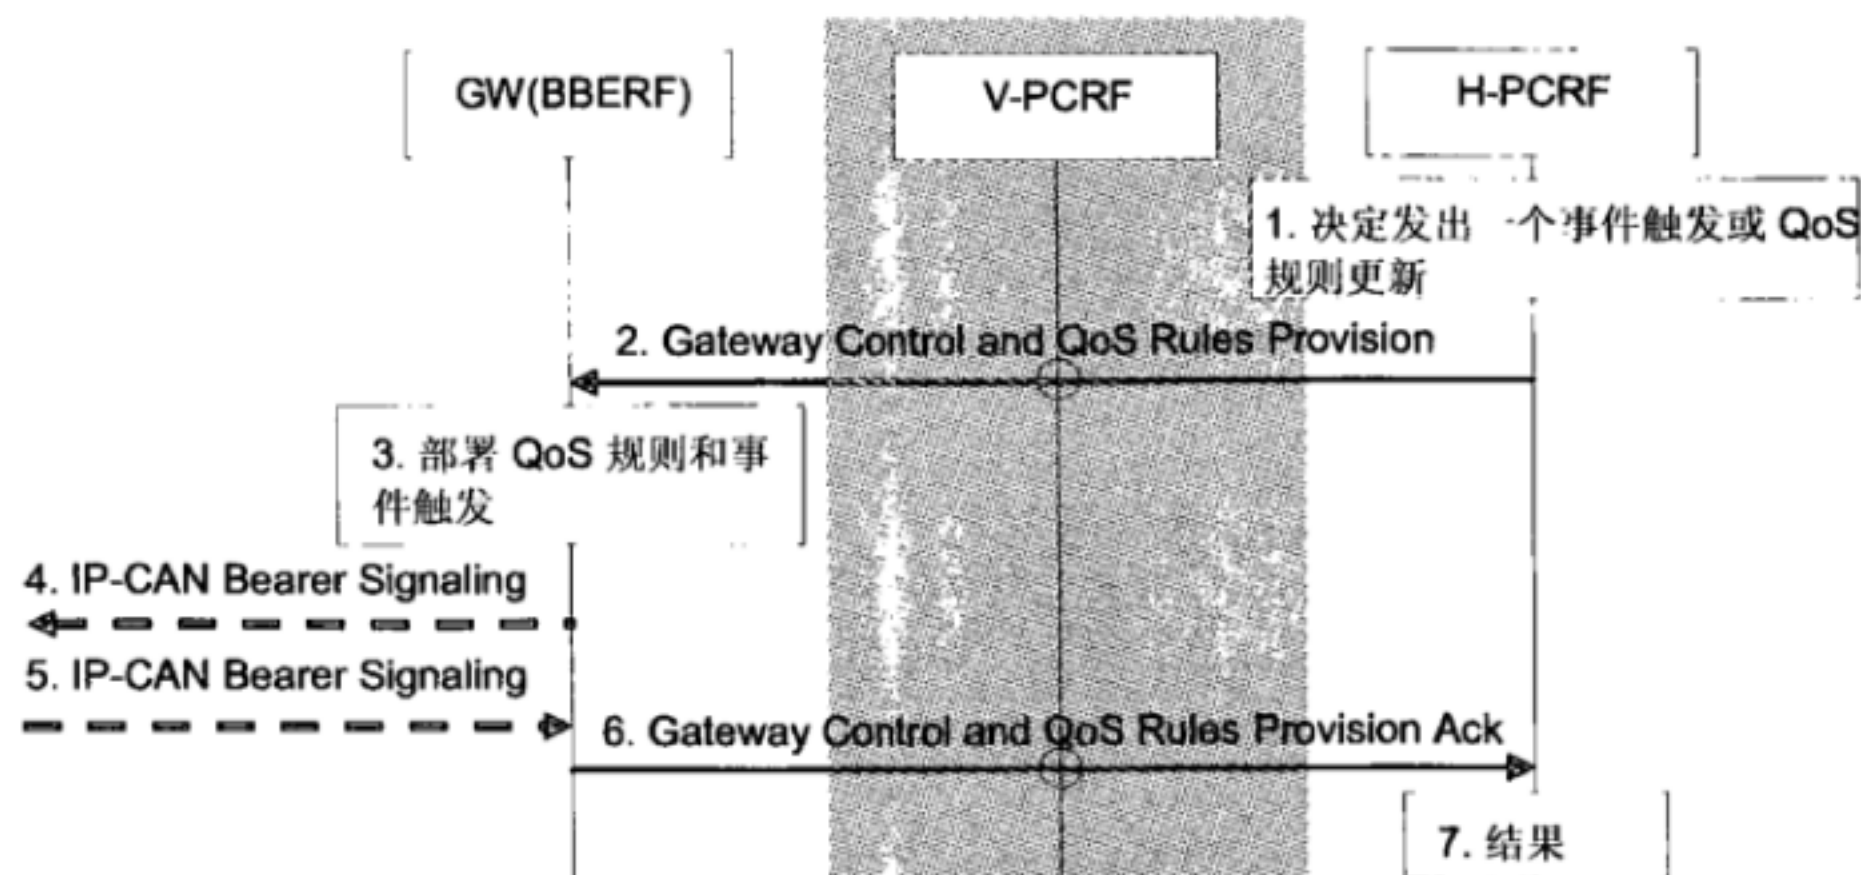 GW(BBERF)
V-PCRF
H-PCRF
1. 决定发出一个事件触发或 QoS
规则更新
2. Gateway Control and QoS Rules Provision
3. 部署 QoS 规则和事
件触发
4. IP-CAN Bearer Signaling
5. IP-CAN Bearer Signaling
6. Gateway Control and QoS Rules Provision Ack
7. 结果